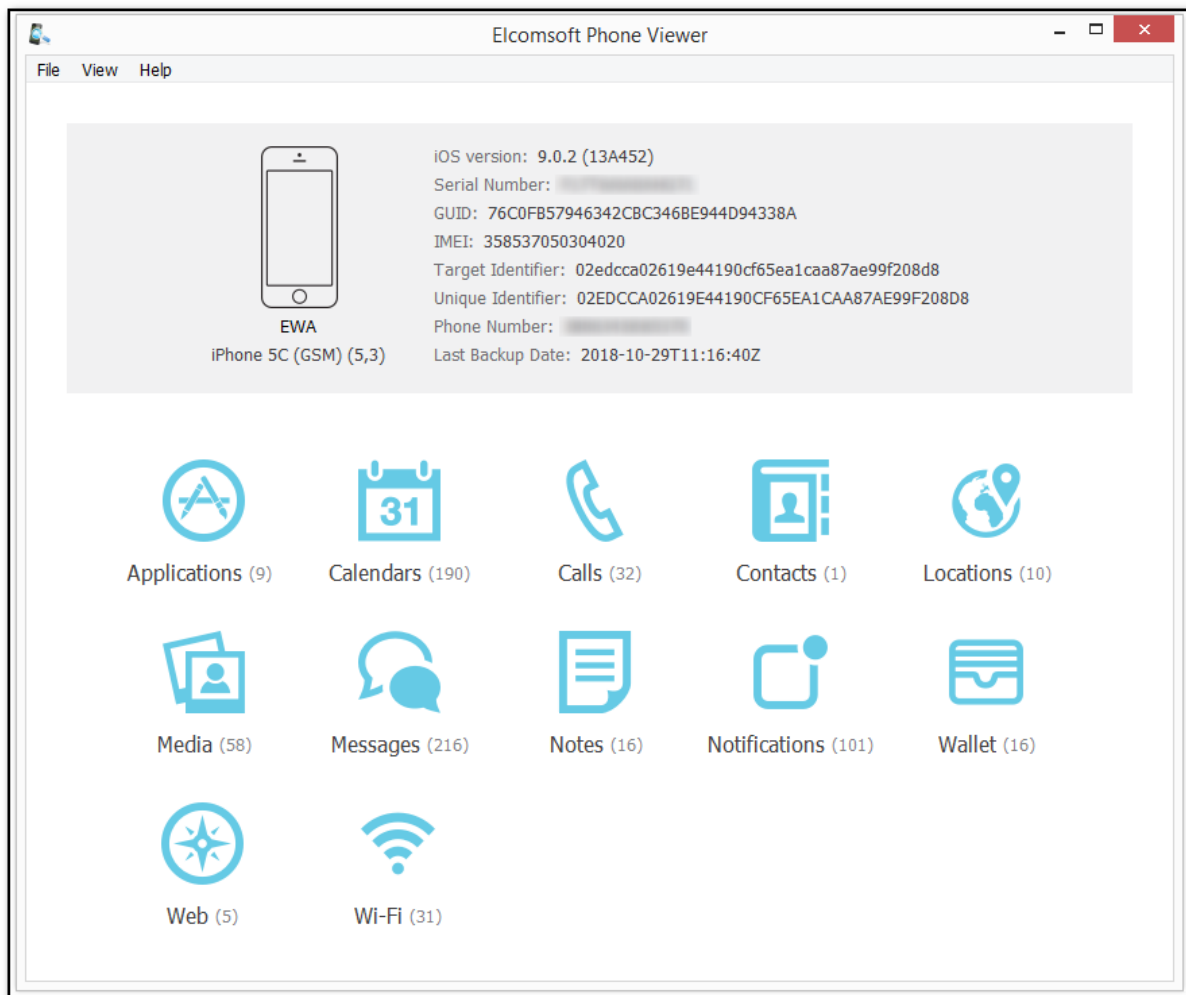 Elcomsoft Phone Viewer
File View Help
iOS version: 9.0.2 (13A452)
Serial Number:
GUID: 76C0FB57946342CBC346BE944D94338A
IMEI: 358537050304020
Target Identifier: 02edcca02619e44190cf65ea1caa87ae99f208d8
Unique Identifier: 02EDCCA02619E44190CF65EA1CAA87AE99F208D8
EWA
Phone Number:
iPhone 5C (GSM) (5,3)
Last Backup Date: 2018-10-29T11:16:40Z
31
Applications (9) Calendars (190) Calls (32) Contacts (1) Locations (10)
Media (58) Messages (216) Notes (16) Notifications (101) Wallet (16)
Web (5) Wi-Fi (31)